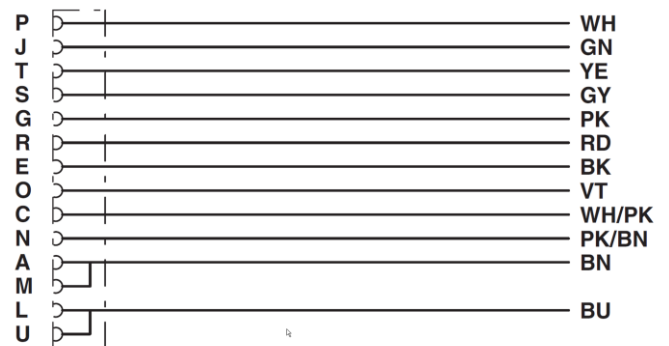 P WH
J GN
T YE
S GY
G PK
R RD
E BK
O VT
C WH/PK
N PK/BN
A BN
M
L BU
U